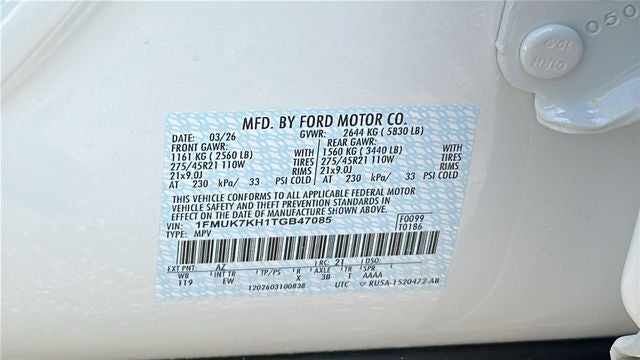 050
MFD. BY FORD MOTOR CO.
DATE: 03/26 GVWR: 2644 KG ( 5830 LB)
FRONT GAWR: REAR GAWR:
1161 KG ( 2560 LB) WITH 1560 KG ( 3440 LB) WITH
275/45R21 110W TIRES 275/45R21 110W TIRES
21x9.0J RIMS 21x9.0J RIMS
AT 230 kPa/ 33 PSI COLD AT 230 kPa/ 33 PSI COLD
THIS VEHICLE CONFORMS TO ALL APPLICABLE FEDERAL MOTOR
VEHICLE SAFETY AND THEFT PREVENTION STANDARDS IN
EFFECT ON THE DATE OF MANUFACTURE SHOWN ABOVE.
VIN: 1FMUK7KH1TGB47085 F0099
TYPE: MPV T0186
EXT PNT: AZ RC: 21 DSO:
WB INT TR TP/PS R AXLE TR SPR
119 EW X 3B T AAAA
1202603100838 UTC RU5A-1520472-AB